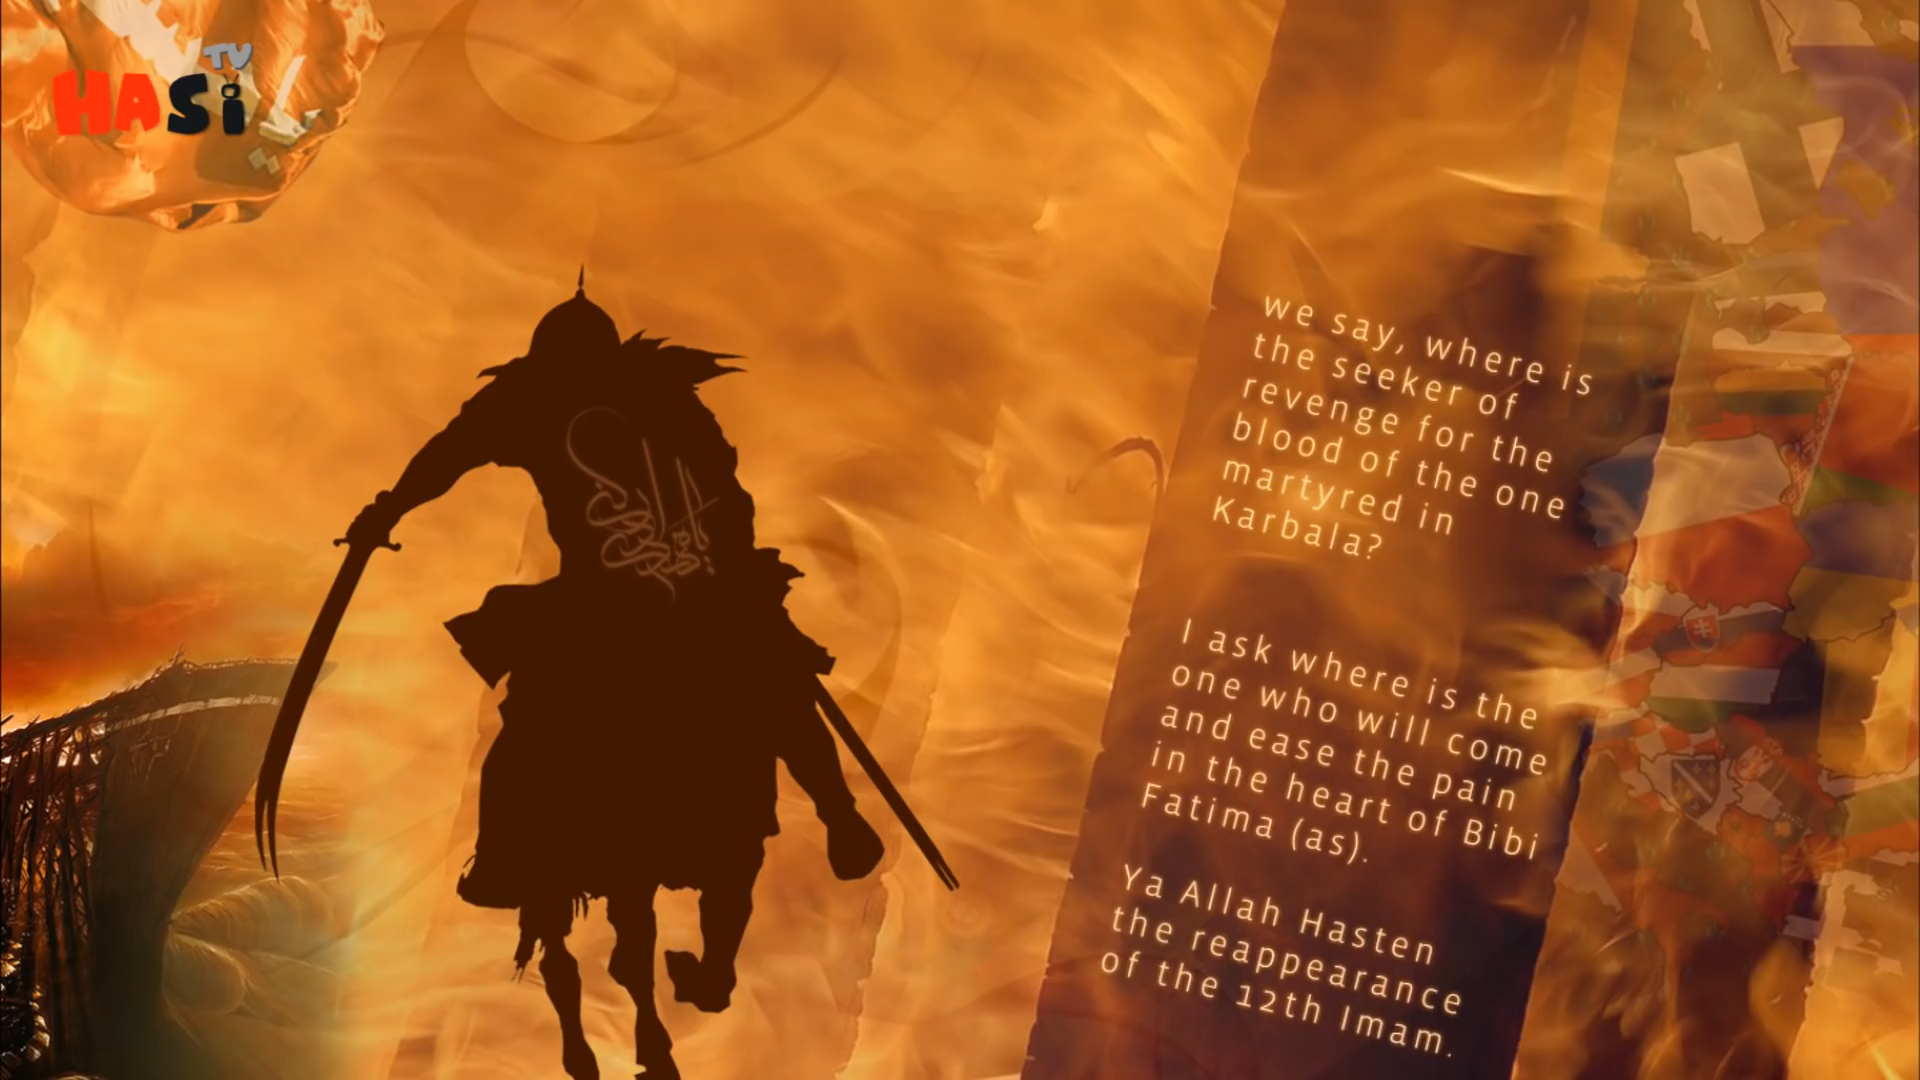 TV
HASi
we say, where is
the seeker of
revenge for the
blood of the one
martyred in
Karbala?
I ask where is the
one who will come
and ease the pain
in the heart of Bibi
Fatima (as).
Ya Allah Hasten
the reappearance
of the 12th Imam.